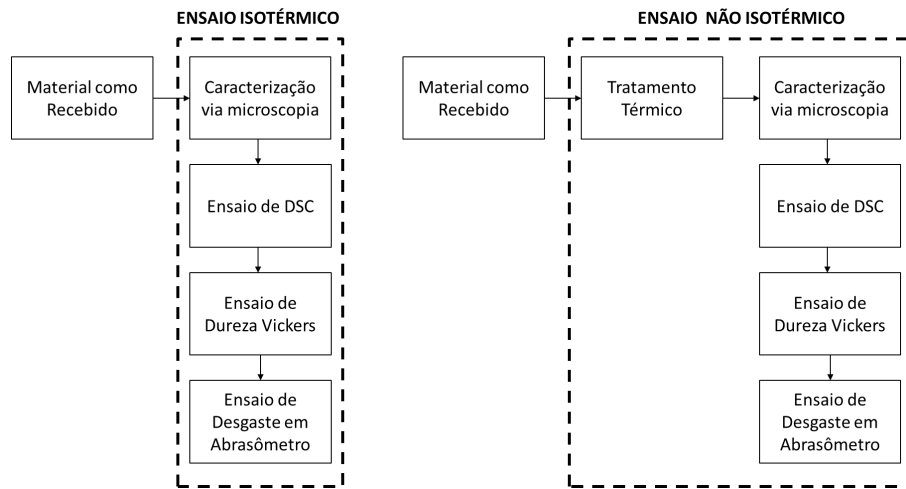 ENSAIO ISOTÉRMICO
Material como
Recebido
Caracterização
via microscopia
Ensaio de DSC
Ensaio de
Dureza Vickers
Ensaio de
Desgaste em
Abrasômetro
ENSAIO NÃO ISOTÉRMICO
Material como
Recebido
Tratamento
Térmico
Caracterização
via microscopia
Ensaio de DSC
Ensaio de
Dureza Vickers
Ensaio de
Desgaste em
Abrasômetro